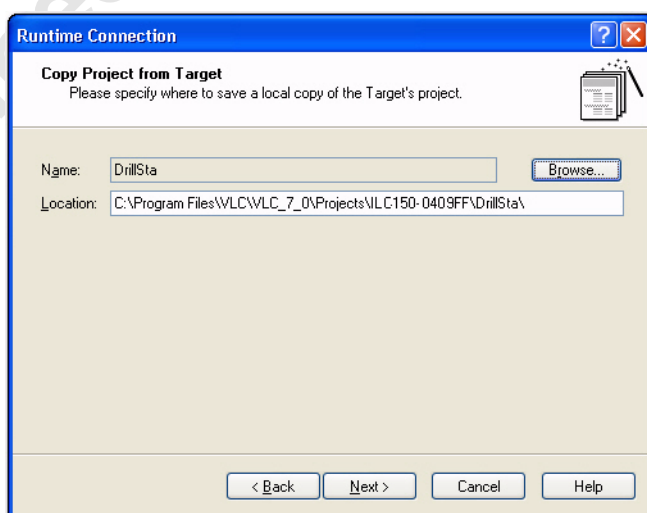 Runtime Connection
Copy Project from Target
Please specify where to save a local copy of the Target's project.
Name: DrillSta Browse...
Location: C:\Program Files\VLC\VLC_7_0\Projects\ILC150-0409FF\DrillSta\
< Back Next > Cancel Help